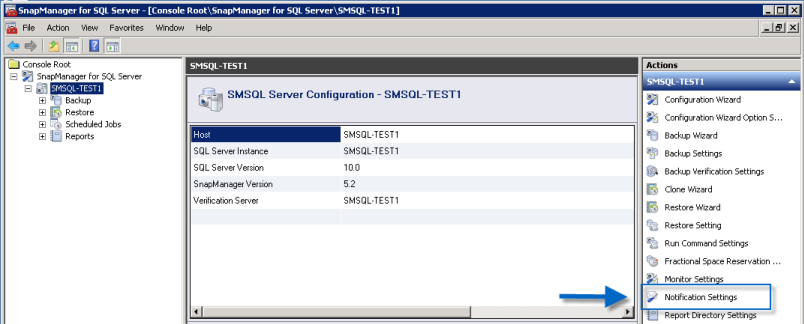 SnapManager for SQL Server - [Console Root\SnapManager for SQL Server\SMSQL-TEST1]
File Action View Favorites Window Help
Console Root
SnapManager for SQL Server
SMSQL-TEST1
Backup
Restore
Scheduled Jobs
Reports
SMSQL-TEST1
SMSQL Server Configuration - SMSQL-TEST1
Host SMSQL-TEST1
SQL Server Instance SMSQL-TEST1
SQL Server Version 10.0
SnapManager Version 5.2
Verification Server SMSQL-TEST1
Actions
SMSQL-TEST1
Configuration Wizard
Configuration Wizard Option S...
Backup Wizard
Backup Settings
Backup Verification Settings
Clone Wizard
Restore Wizard
Restore Setting
Run Command Settings
Fractional Space Reservation ...
Monitor Settings
Notification Settings
Report Directory Settings